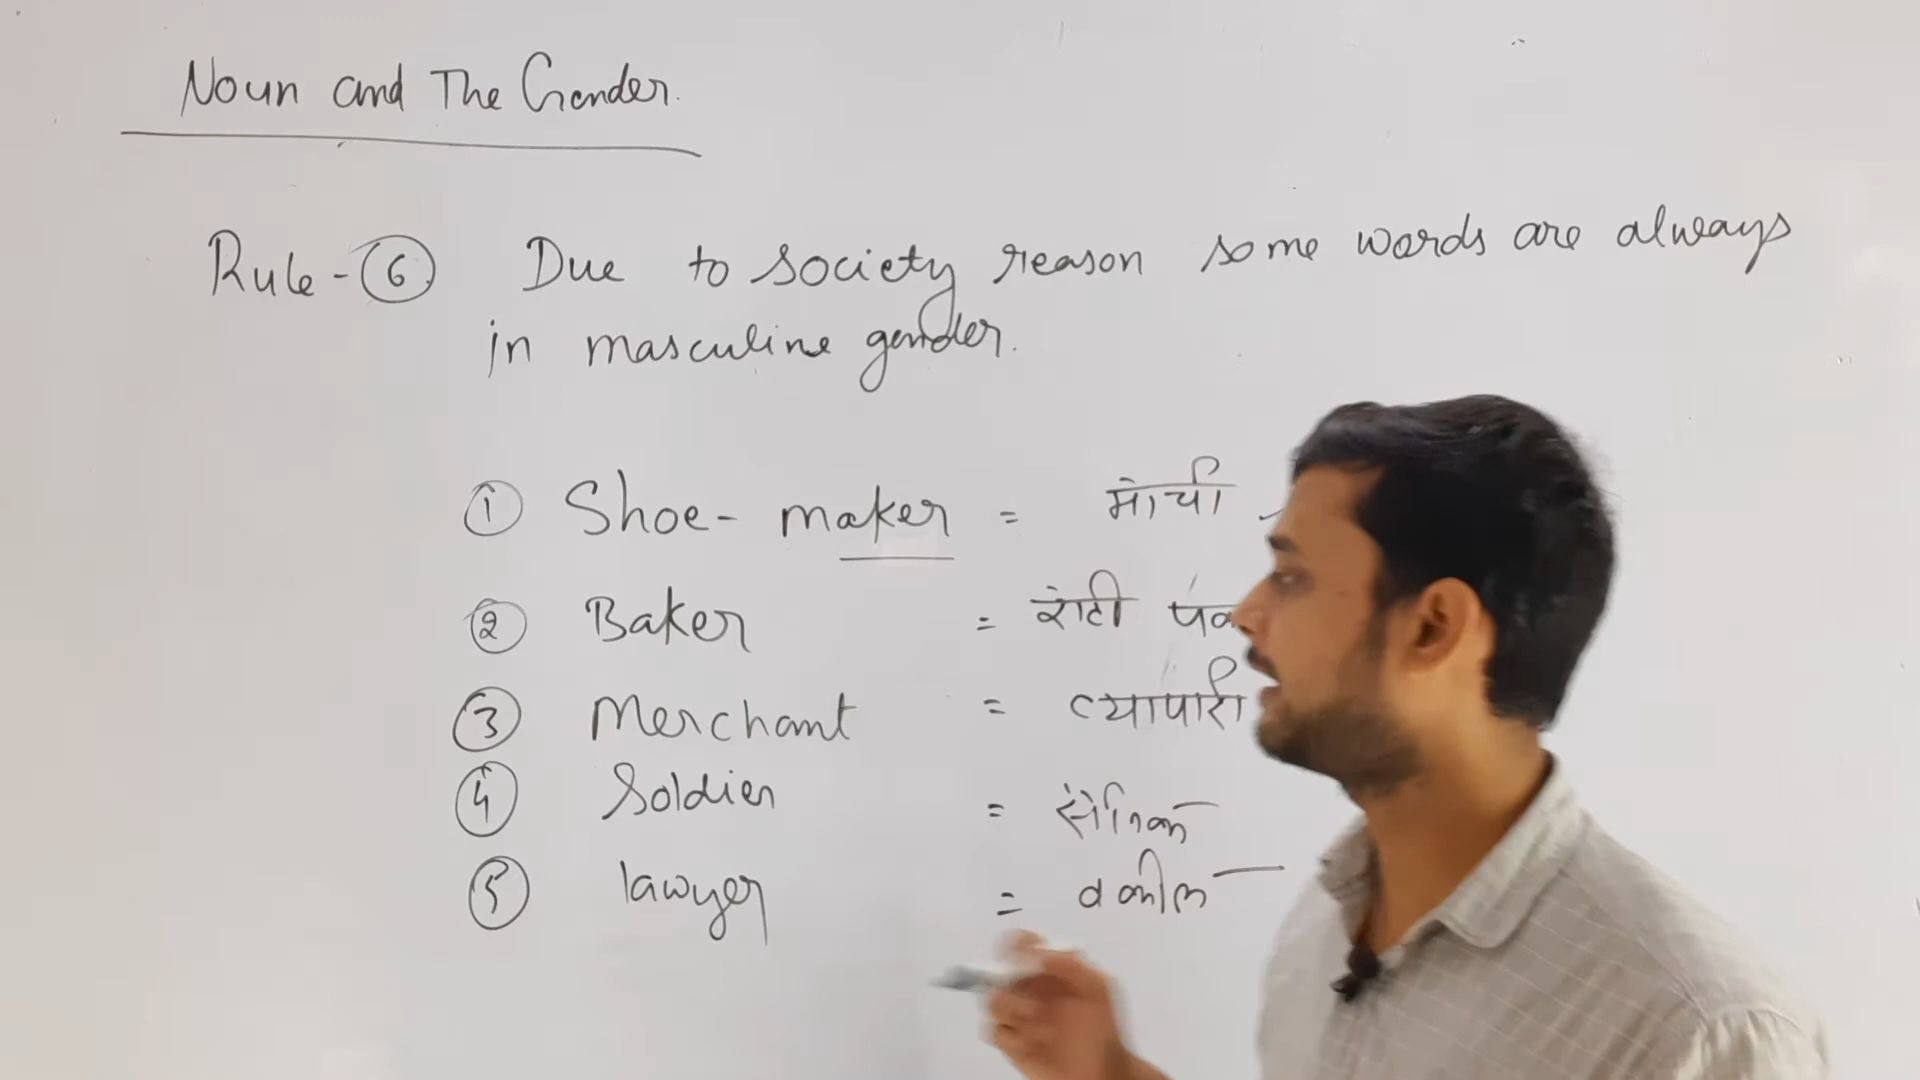 Noun and The Gender.
Rule-⑥ Due to society reason some words are always
in masculine gender.
① Shoe-maker = मोची
② Baker = रोटी
③ Merchant = व्यापारी
④ Soldier = सैनिक
⑤ lawyer = वकील